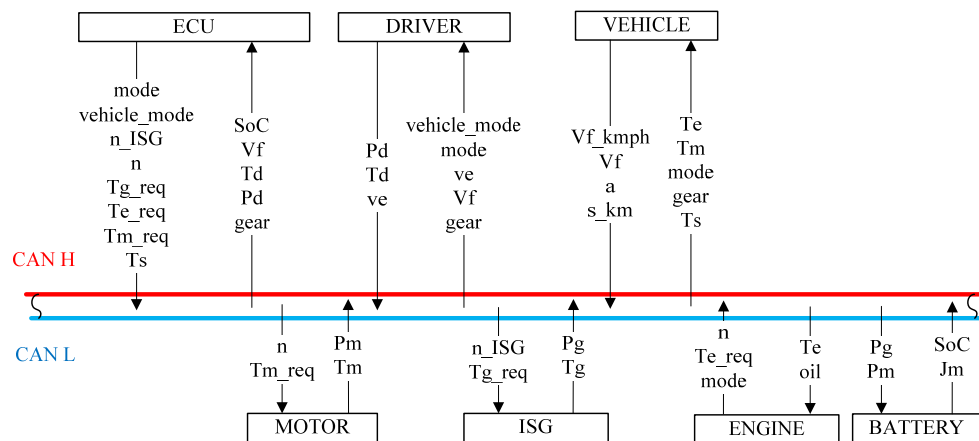 ECU
DRIVER
VEHICLE
mode
vehicle_mode
n_ISG
n
Tg_req
Te_req
Tm_req
Ts
SoC
Vf
Td
Pd
gear
Pd
Td
ve
vehicle_mode
mode
ve
Vf
gear
Vf_kmph
Vf
a
s_km
Te
Tm
mode
gear
Ts
CAN H
CAN L
n
Tm_req
Pm
Tm
n_ISG
Tg_req
Pg
Tg
n
Te_req
mode
Te
oil
Pg
Pm
SoC
Jm
MOTOR
ISG
ENGINE
BATTERY